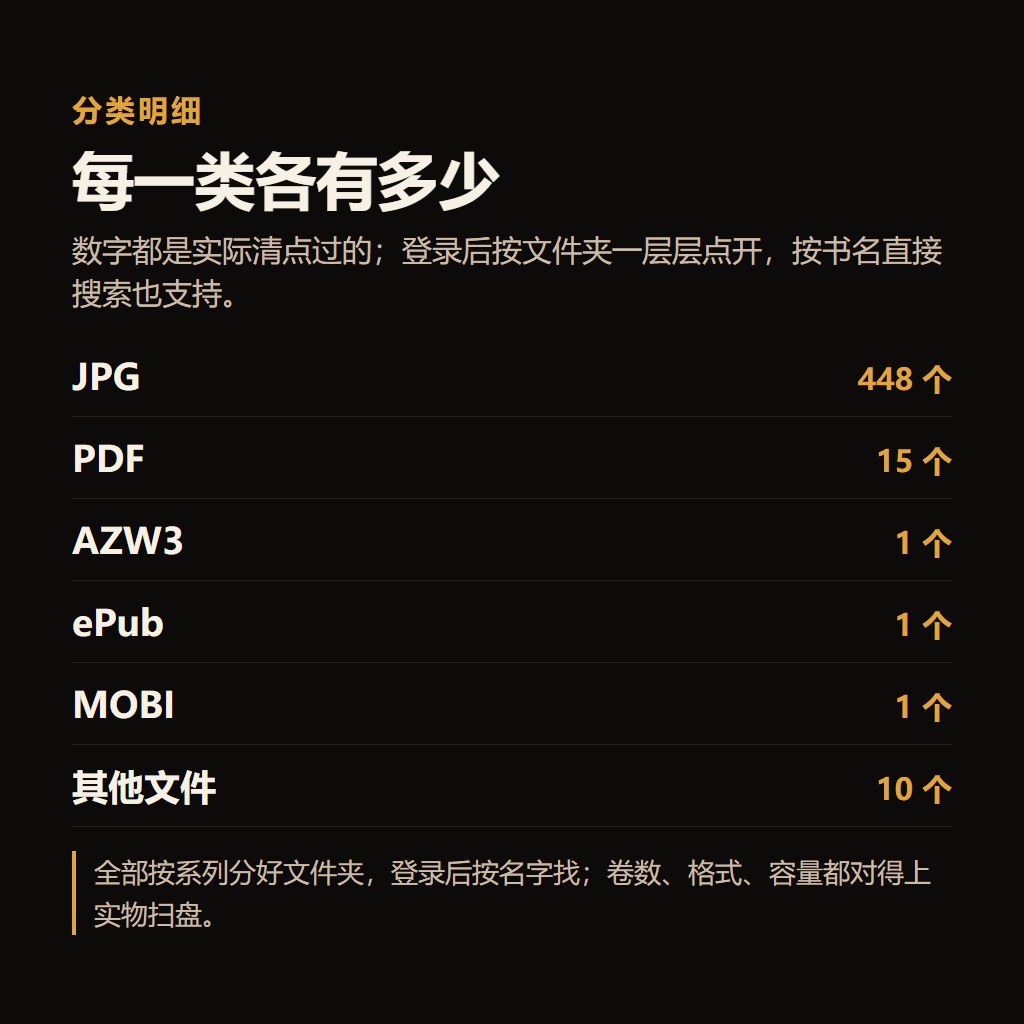 分类明细
每一类各有多少
数字都是实际清点过的；登录后按文件夹一层层点开，按书名直接
搜索也支持。
JPG 448 个
PDF 15 个
AZW3 1 个
ePub 1 个
MOBI 1 个
其他文件 10 个
全部按系列分好文件夹，登录后按名字找；卷数、格式、容量都对得上
实物扫盘。